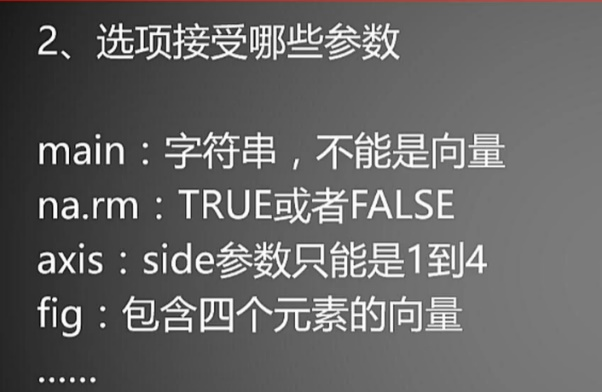 2、选项接受哪些参数
main：字符串，不能是向量
na.rm：TRUE或者FALSE
axis：side参数只能是1到4
fig：包含四个元素的向量
......